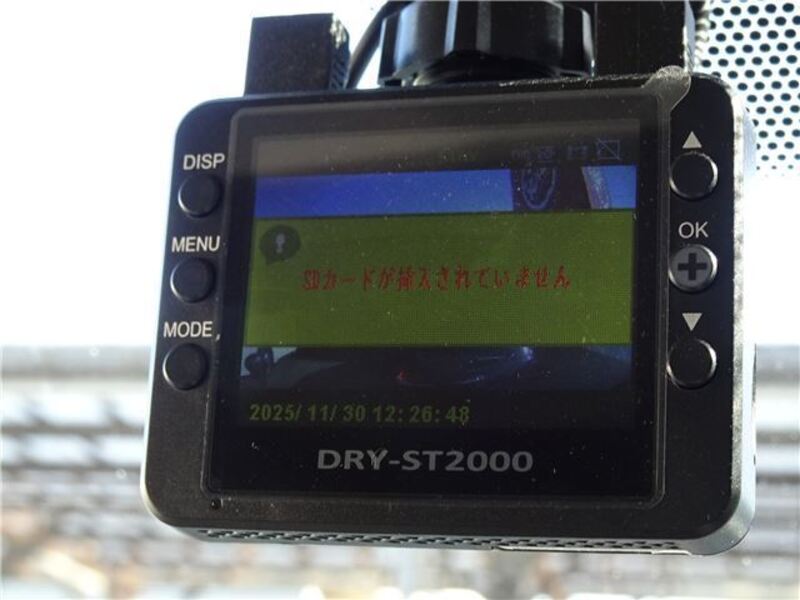 DISP
MENU
OK
MODE
SDカードが挿入されていません
2025/11/30 12:26:48
DRY-ST2000